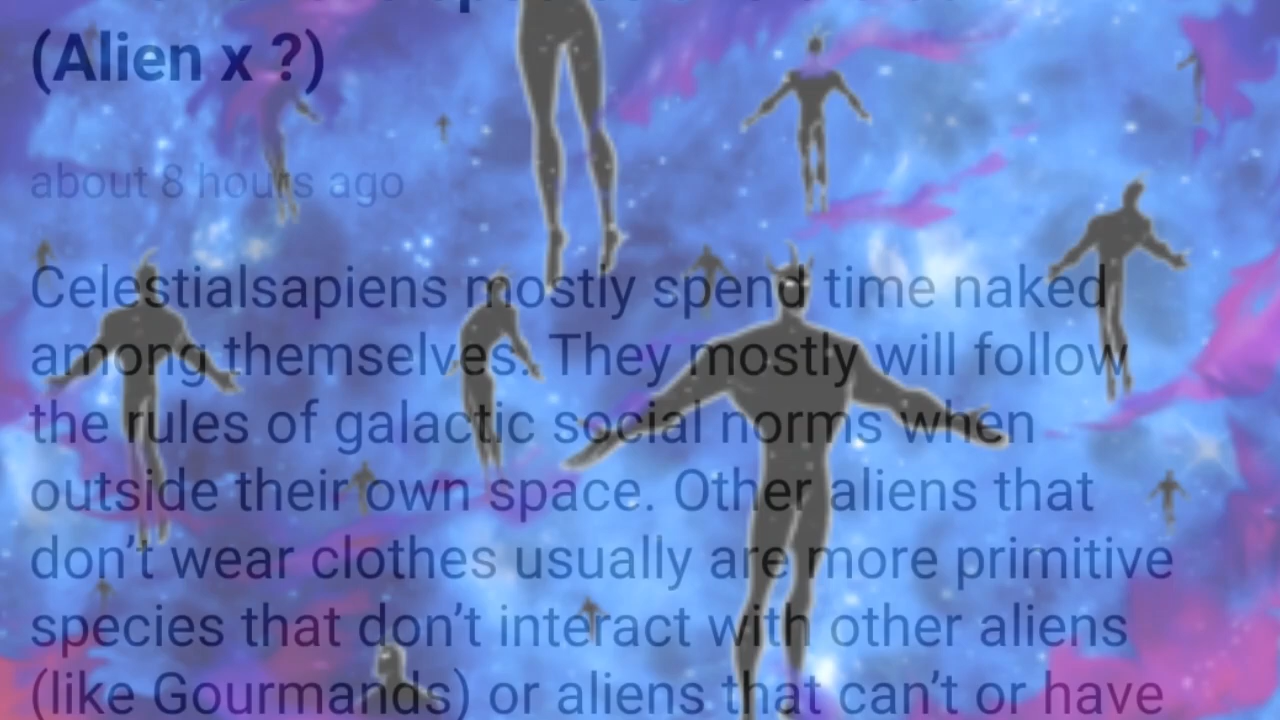 (Alien x ?)
about 8 hours ago
Celestialsapiens mostly spend time naked
among themselves. They mostly will follow
the rules of galactic social norms when
outside their own space. Other aliens that
don’t wear clothes usually are more primitive
species that don’t interact with other aliens
(like Gourmands) or aliens that can’t or have